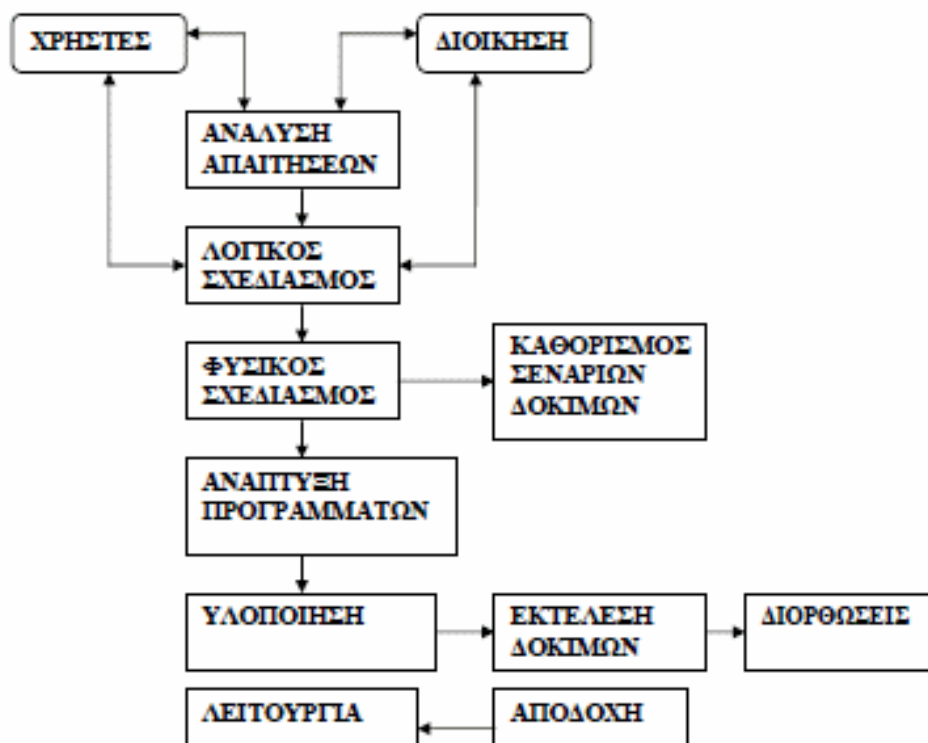 ΧΡΗΣΤΕΣ
ΔΙΟΙΚΗΣΗ
ΑΝΑΛΥΣΗ
ΑΠΑΙΤΗΣΕΩΝ
ΛΟΓΙΚΟΣ
ΣΧΕΔΙΑΣΜΟΣ
ΦΥΣΙΚΟΣ
ΣΧΕΔΙΑΣΜΟΣ
ΚΑΘΟΡΙΣΜΟΣ
ΣΕΝΑΡΙΩΝ
ΔΟΚΙΜΩΝ
ΑΝΑΠΤΥΞΗ
ΠΡΟΓΡΑΜΜΑΤΩΝ
ΥΛΟΠΟΙΗΣΗ
ΕΚΤΕΛΕΣΗ
ΔΟΚΙΜΩΝ
ΔΙΟΡΘΩΣΕΙΣ
ΛΕΙΤΟΥΡΓΙΑ
ΑΠΟΔΟΧΗ